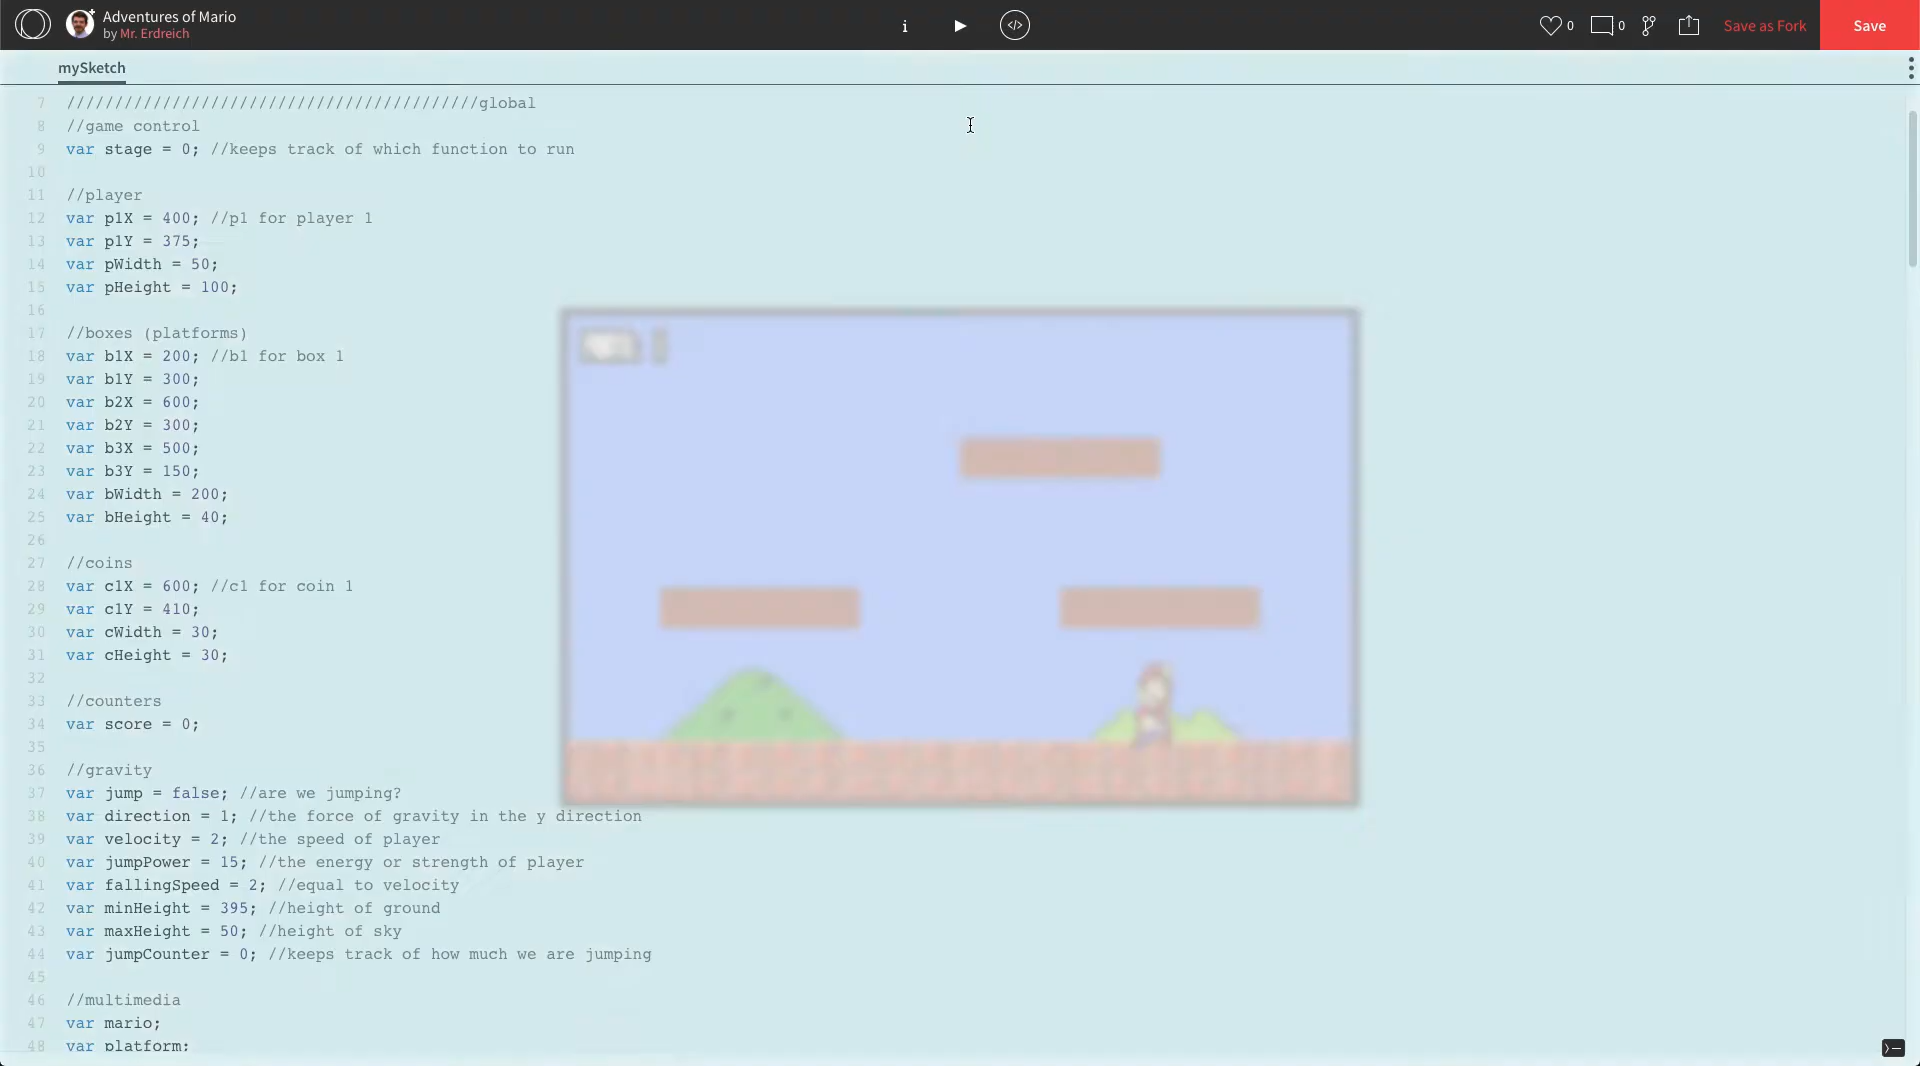 Adventures of Mario
by Mr. Erdreich
0
0
Save as Fork
Save
mySketch
7 ///////////////////////////////////////////global
8 //game control
9 var stage = 0; //keeps track of which function to run
10
11 //player
12 var p1X = 400; //p1 for player 1
13 var p1Y = 375;
14 var pWidth = 50;
15 var pHeight = 100;
16
17 //boxes (platforms)
18 var b1X = 200; //b1 for box 1
19 var b1Y = 300;
20 var b2X = 600;
21 var b2Y = 300;
22 var b3X = 500;
23 var b3Y = 150;
24 var bWidth = 200;
25 var bHeight = 40;
26
27 //coins
28 var c1X = 600; //c1 for coin 1
29 var c1Y = 410;
30 var cWidth = 30;
31 var cHeight = 30;
32
33 //counters
34 var score = 0;
35
36 //gravity
37 var jump = false; //are we jumping?
38 var direction = 1; //the force of gravity in the y direction
39 var velocity = 2; //the speed of player
40 var jumpPower = 15; //the energy or strength of player
41 var fallingSpeed = 2; //equal to velocity
42 var minHeight = 395; //height of ground
43 var maxHeight = 50; //height of sky
44 var jumpCounter = 0; //keeps track of how much we are jumping
45
46 //multimedia
47 var mario;
48 var platform;